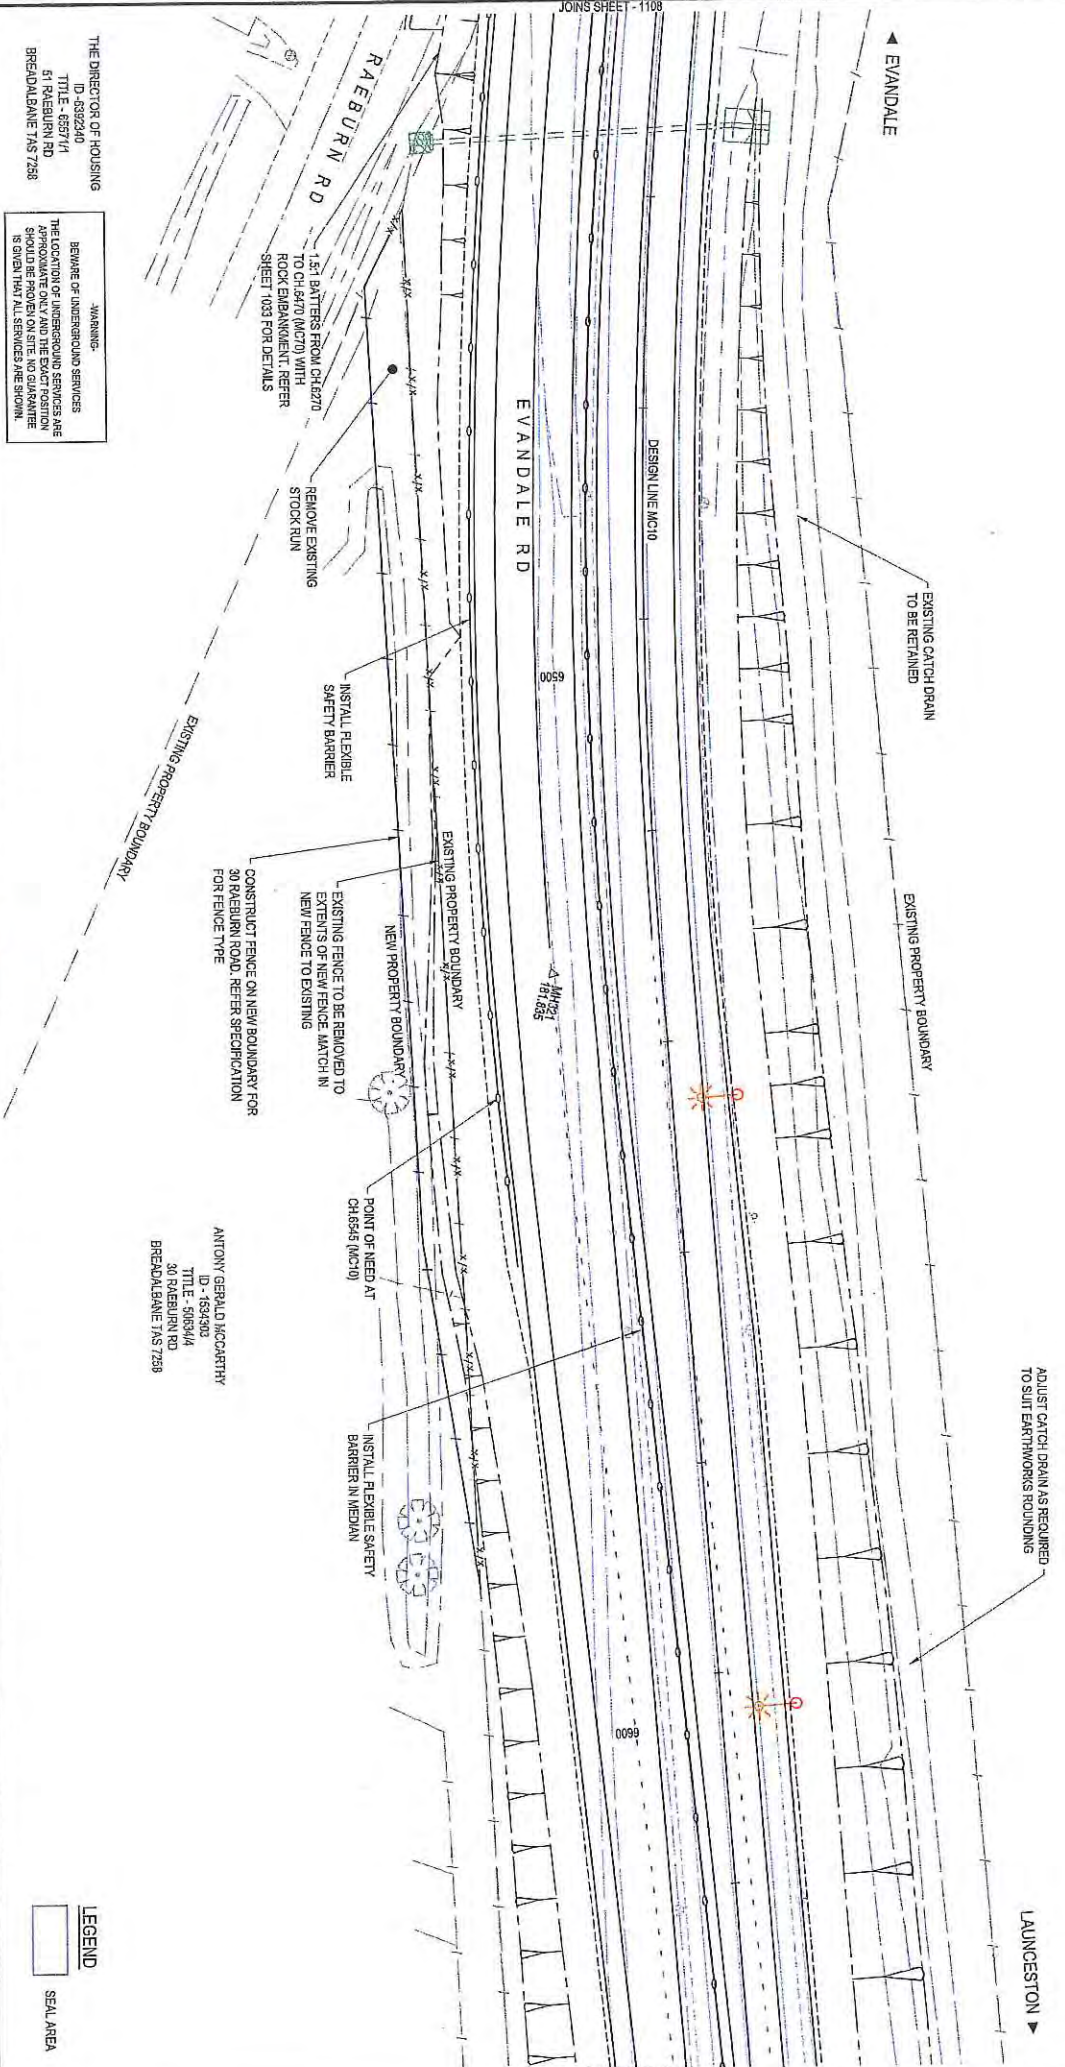 JOINS SHEET - 1108
◄ EVANDALE
LAUNCESTON ►
ADJUST CATCH DRAIN AS REQUIRED
TO SUIT EARTHWORKS ROUNDING
EXISTING CATCH DRAIN
TO BE RETAINED
EXISTING PROPERTY BOUNDARY
DESIGN LINE MC10
EVANDALE RD
6500
6600
MH321
181.835
RAEBURN RD
1.5:1 BATTERS FROM CH.6270
TO CH.6470 (MC70) WITH
ROCK EMBANKMENT. REFER
SHEET 1033 FOR DETAILS
REMOVE EXISTING
STOCK RUN
INSTALL FLEXIBLE
SAFETY BARRIER
EXISTING PROPERTY BOUNDARY
NEW PROPERTY BOUNDARY
EXISTING FENCE TO BE REMOVED TO
EXTENTS OF NEW FENCE. MATCH IN
NEW FENCE TO EXISTING
CONSTRUCT FENCE ON NEW BOUNDARY FOR
30 RAEBURN ROAD. REFER SPECIFICATION
FOR FENCE TYPE
POINT OF NEED AT
CH.6545 (MC10)
INSTALL FLEXIBLE SAFETY
BARRIER IN MEDIAN
EXISTING PROPERTY BOUNDARY
THE DIRECTOR OF HOUSING
ID -6392340
TITLE - 65571/1
51 RAEBURN RD
BREADALBANE TAS 7258
ANTONY GERALD MCCARTHY
ID - 1534303
TITLE - 50634/4
30 RAEBURN RD
BREADALBANE TAS 7258
-WARNING-
BEWARE OF UNDERGROUND SERVICES
THE LOCATION OF UNDERGROUND SERVICES ARE
APPROXIMATE ONLY AND THE EXACT POSITION
SHOULD BE PROVEN ON SITE. NO GUARANTEE
IS GIVEN THAT ALL SERVICES ARE SHOWN.
LEGEND
SEAL AREA